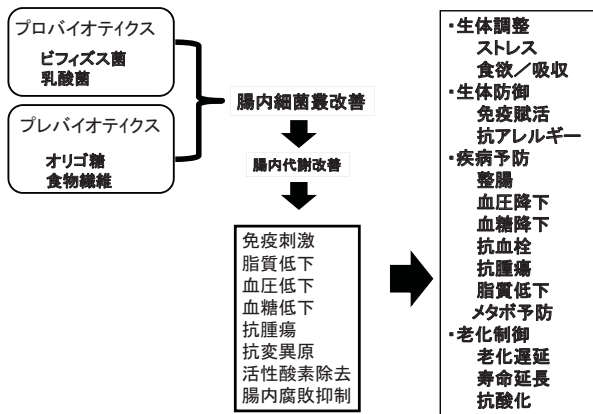 プロバイオティクス
ビフィズス菌
乳酸菌
プレバイオティクス
オリゴ糖
食物繊維
腸内細菌叢改善
腸内代謝改善
免疫刺激
脂質低下
血圧低下
血糖低下
抗腫瘍
抗変異原
活性酸素除去
腸内腐敗抑制
・生体調整
ストレス
食欲／吸収
・生体防御
免疫賦活
抗アレルギー
・疾病予防
整腸
血圧降下
血糖降下
抗血栓
抗腫瘍
脂質低下
メタボ予防
・老化制御
老化遅延
寿命延長
抗酸化